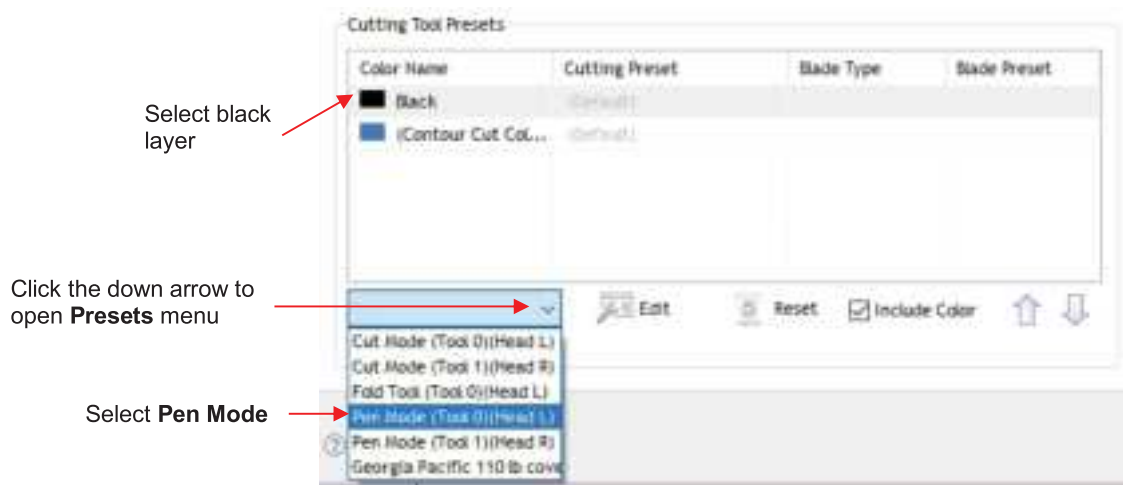 Cutting Tool Presets
Color Name Cutting Preset Blade Type Blade Preset
Select black
layer
Black (Default)
(Contour Cut Col... (Default)
Click the down arrow to
open Presets menu
Edit Reset Include Color
Cut Mode (Tool 0)(Head L)
Cut Mode (Tool 1)(Head R)
Fold Tool (Tool 0)(Head L)
Select Pen Mode
Pen Mode (Tool 0)(Head L)
Pen Mode (Tool 1)(Head R)
Georgia Pacific 110 lb cove